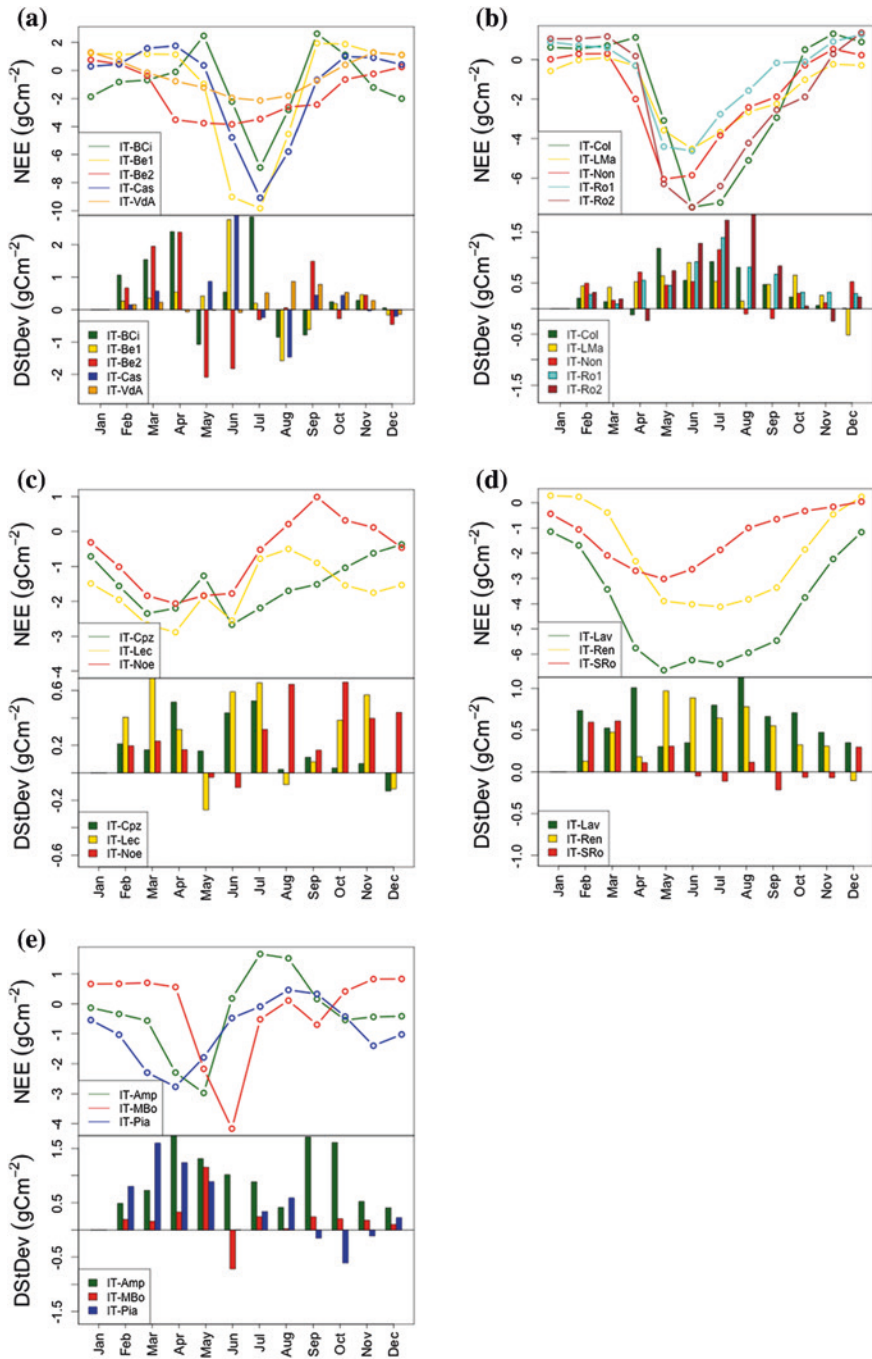 (a)
NEE (gCm−2)
2
0
-2
-4
-6
-8
-10
IT-BCi
IT-Be1
IT-Be2
IT-Cas
IT-VdA
DStDev (gCm−2)
2
1
0
-1
-2
IT-BCi
IT-Be1
IT-Be2
IT-Cas
IT-VdA
Jan Feb Mar Apr May Jun Jul Aug Sep Oct Nov Dec
(b)
NEE (gCm−2)
2
0
-2
-4
-6
IT-Col
IT-LMa
IT-Non
IT-Ro1
IT-Ro2
DStDev (gCm−2)
1.5
0.5
-0.5
-1.5
IT-Col
IT-LMa
IT-Non
IT-Ro1
IT-Ro2
Jan Feb Mar Apr May Jun Jul Aug Sep Oct Nov Dec
(c)
NEE (gCm−2)
1
0
-1
-2
-3
-4
IT-Cpz
IT-Lec
IT-Noe
DStDev (gCm−2)
0.6
0.2
-0.2
-0.6
IT-Cpz
IT-Lec
IT-Noe
Jan Feb Mar Apr May Jun Jul Aug Sep Oct Nov Dec
(d)
NEE (gCm−2)
0
-1
-2
-3
-4
-5
-6
IT-Lav
IT-Ren
IT-SRo
DStDev (gCm−2)
1.0
0.5
0.0
-0.5
-1.0
IT-Lav
IT-Ren
IT-SRo
Jan Feb Mar Apr May Jun Jul Aug Sep Oct Nov Dec
(e)
NEE (gCm−2)
1
0
-1
-2
-3
-4
IT-Amp
IT-MBo
IT-Pia
DStDev (gCm−2)
1.5
0.5
-0.5
-1.5
IT-Amp
IT-MBo
IT-Pia
Jan Feb Mar Apr May Jun Jul Aug Sep Oct Nov Dec